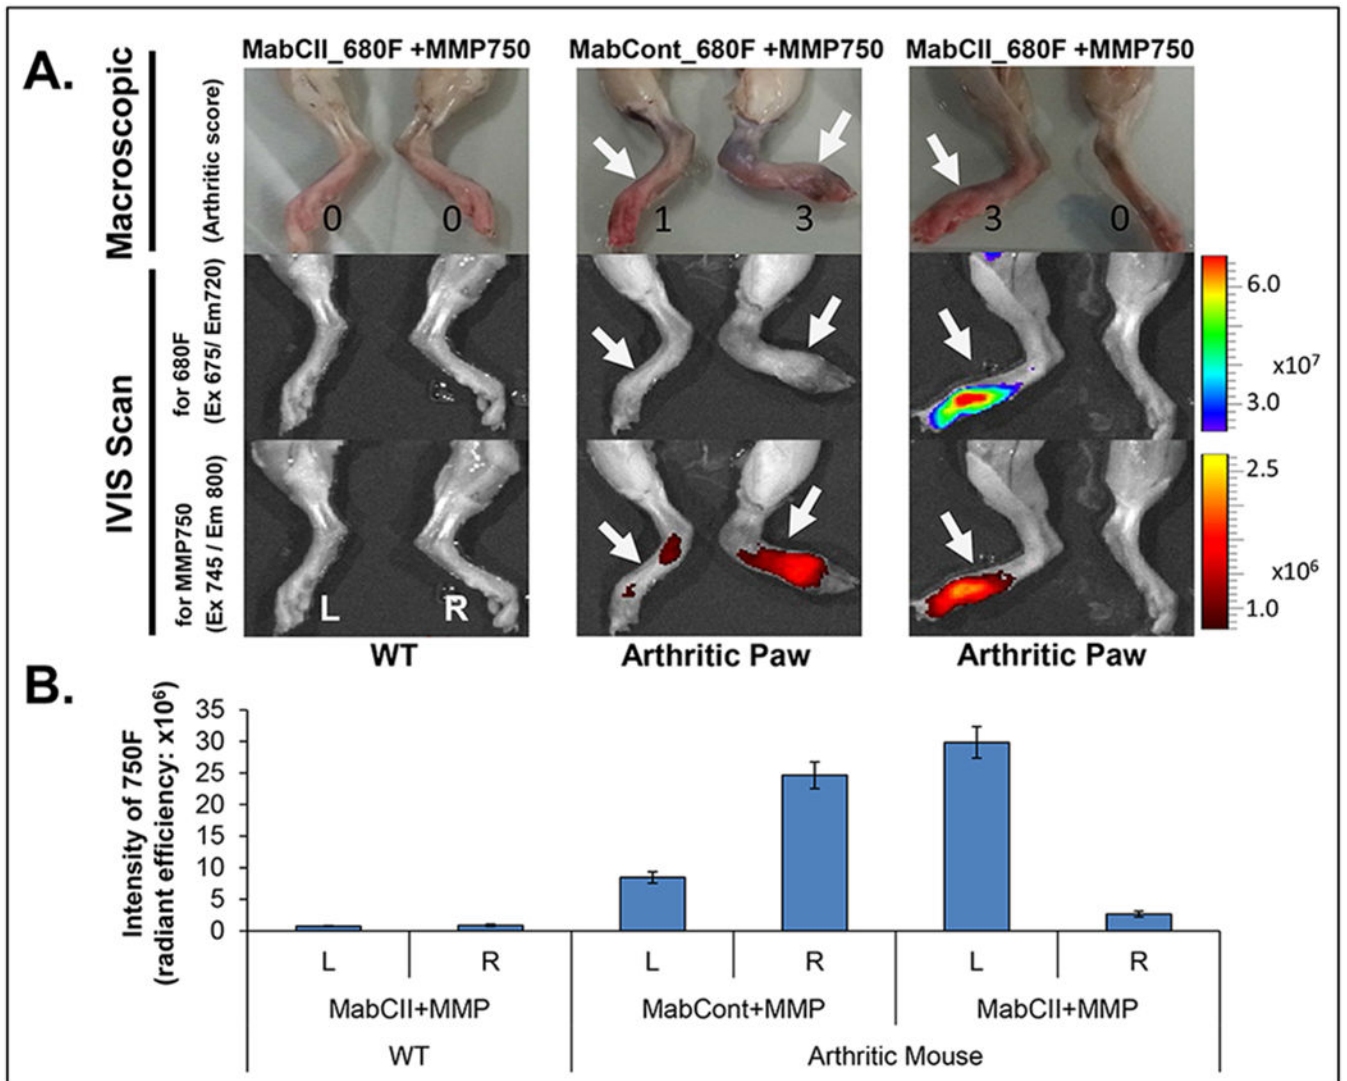 A.
Macroscopic
(Arthritic score)
MabCII_680F +MMP750
MabCont_680F +MMP750
MabCII_680F +MMP750
0
0
1
3
3
0
IVIS Scan
for 680F
(Ex 675/ Em720)
6.0
x10⁷
3.0
for MMP750
(Ex 745 / Em 800)
L
R
2.5
x10⁶
1.0
WT
Arthritic Paw
Arthritic Paw
B.
Intensity of 750F
(radiant efficiency: x10⁶)
35
30
25
20
15
10
5
0
L
R
L
R
L
R
MabCII+MMP
MabCont+MMP
MabCII+MMP
WT
Arthritic Mouse